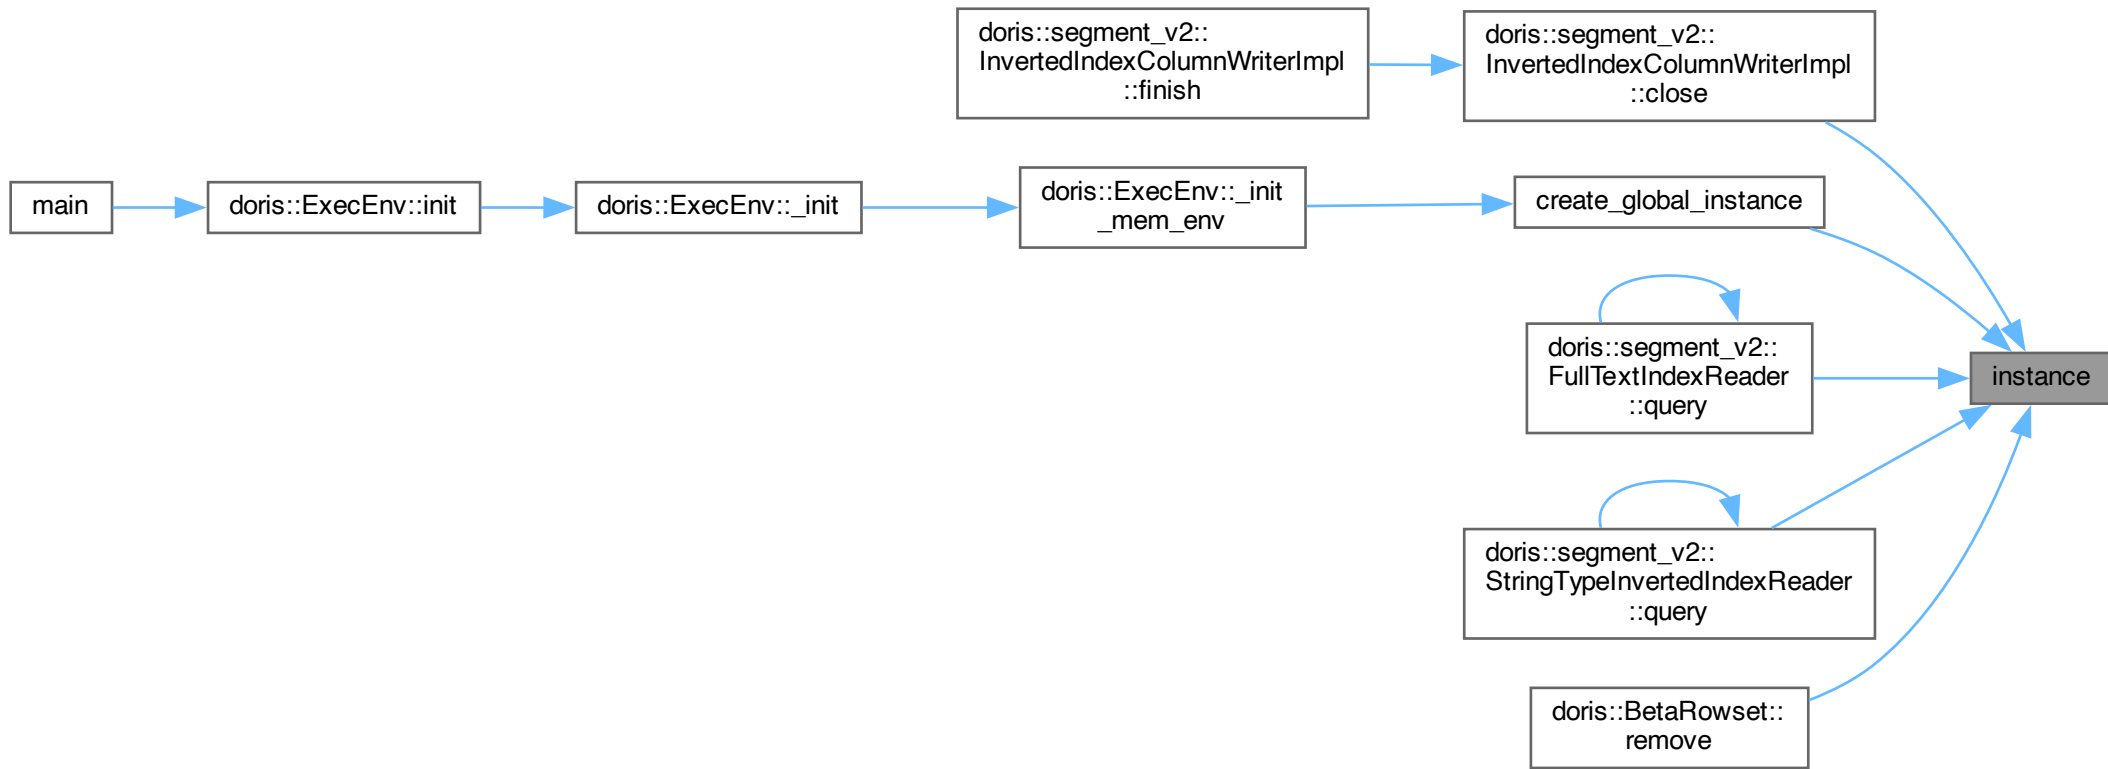 doris::segment_v2::
InvertedIndexColumnWriterImpl
::finish
doris::segment_v2::
InvertedIndexColumnWriterImpl
::close
main
doris::ExecEnv::init
doris::ExecEnv::_init
doris::ExecEnv::_init
_mem_env
create_global_instance
doris::segment_v2::
FullTextIndexReader
::query
instance
doris::segment_v2::
StringTypeInvertedIndexReader
::query
doris::BetaRowset::
remove